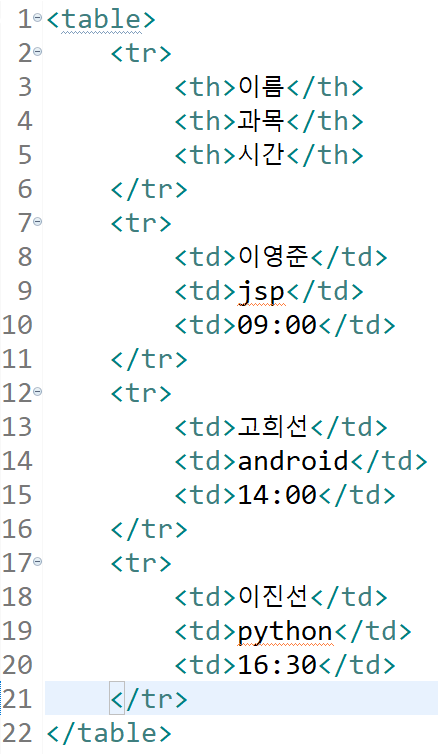 1 <table>
2 <tr>
3 <th>이름</th>
4 <th>과목</th>
5 <th>시간</th>
6 </tr>
7 <tr>
8 <td>이영준</td>
9 <td>jsp</td>
10 <td>09:00</td>
11 </tr>
12 <tr>
13 <td>고희선</td>
14 <td>android</td>
15 <td>14:00</td>
16 </tr>
17 <tr>
18 <td>이진선</td>
19 <td>python</td>
20 <td>16:30</td>
21 </tr>
22 </table>